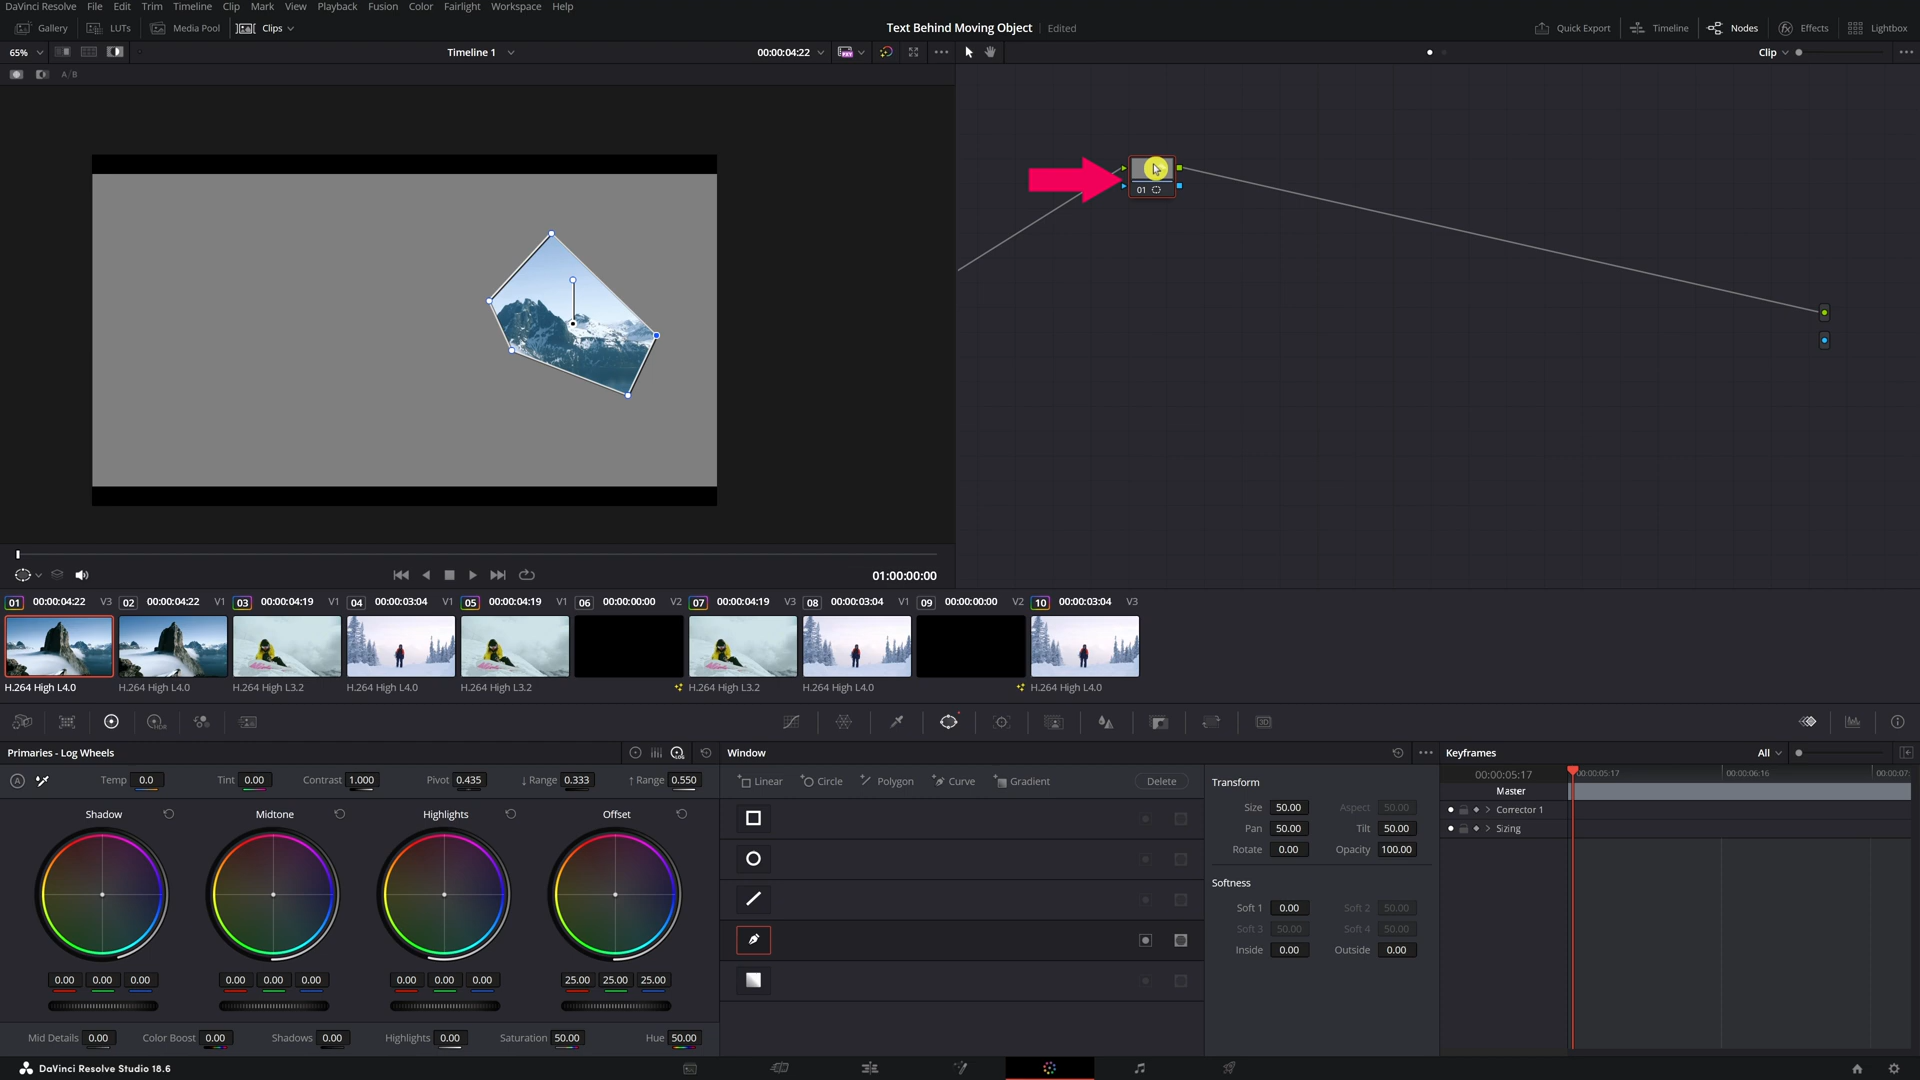 DaVinci Resolve File Edit Trim Timeline Clip Mark View Playback Fusion Color Fairlight Workspace Help
Gallery LUTs Media Pool Clips Text Behind Moving Object Edited Quick Export Timeline Nodes Effects Lightbox
65% Timeline 1 00:00:04:22 Clip
A/B
01
01:00:00:00
01 00:00:04:22 V3 02 00:00:04:22 V1 03 00:00:04:19 V1 04 00:00:03:04 V1 05 00:00:04:19 V1 06 00:00:00:00 V2 07 00:00:04:19 V3 08 00:00:03:04 V1 09 00:00:00:00 V2 10 00:00:03:04 V3
H.264 High L4.0 H.264 High L4.0 H.264 High L3.2 H.264 High L4.0 H.264 High L3.2 H.264 High L3.2 H.264 High L4.0 H.264 High L4.0
HDR 3D
Primaries - Log Wheels Window Keyframes All
A Temp 0.0 Tint 0.00 Contrast 1.000 Pivot 0.435 ↓ Range 0.333 ↑ Range 0.550
Linear Circle Polygon Curve Gradient Delete
00:00:05:17 00:00:05:17 00:00:06:16 00:00:07:
Master
Corrector 1
Sizing
Shadow Midtone Highlights Offset
Transform
Size 50.00 Aspect 50.00
Pan 50.00 Tilt 50.00
Rotate 0.00 Opacity 100.00
Softness
Soft 1 0.00 Soft 2 50.00
Soft 3 50.00 Soft 4 50.00
Inside 0.00 Outside 0.00
0.00 0.00 0.00 0.00 0.00 0.00 0.00 0.00 0.00 25.00 25.00 25.00
Mid Details 0.00 Color Boost 0.00 Shadows 0.00 Highlights 0.00 Saturation 50.00 Hue 50.00
DaVinci Resolve Studio 18.6